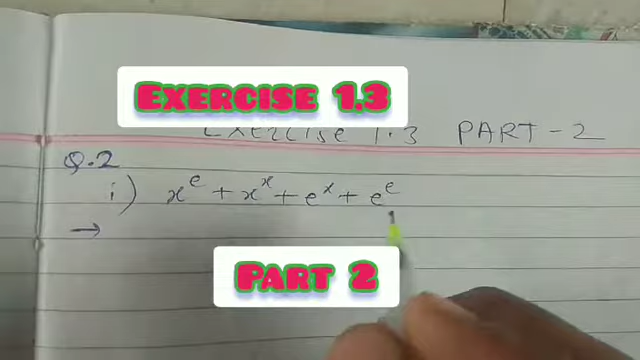 EXERCISE 1.3
EXERCISE 1.3 PART-2
Q.2
i) x^e + x^x + e^x + e^e
→
PART 2